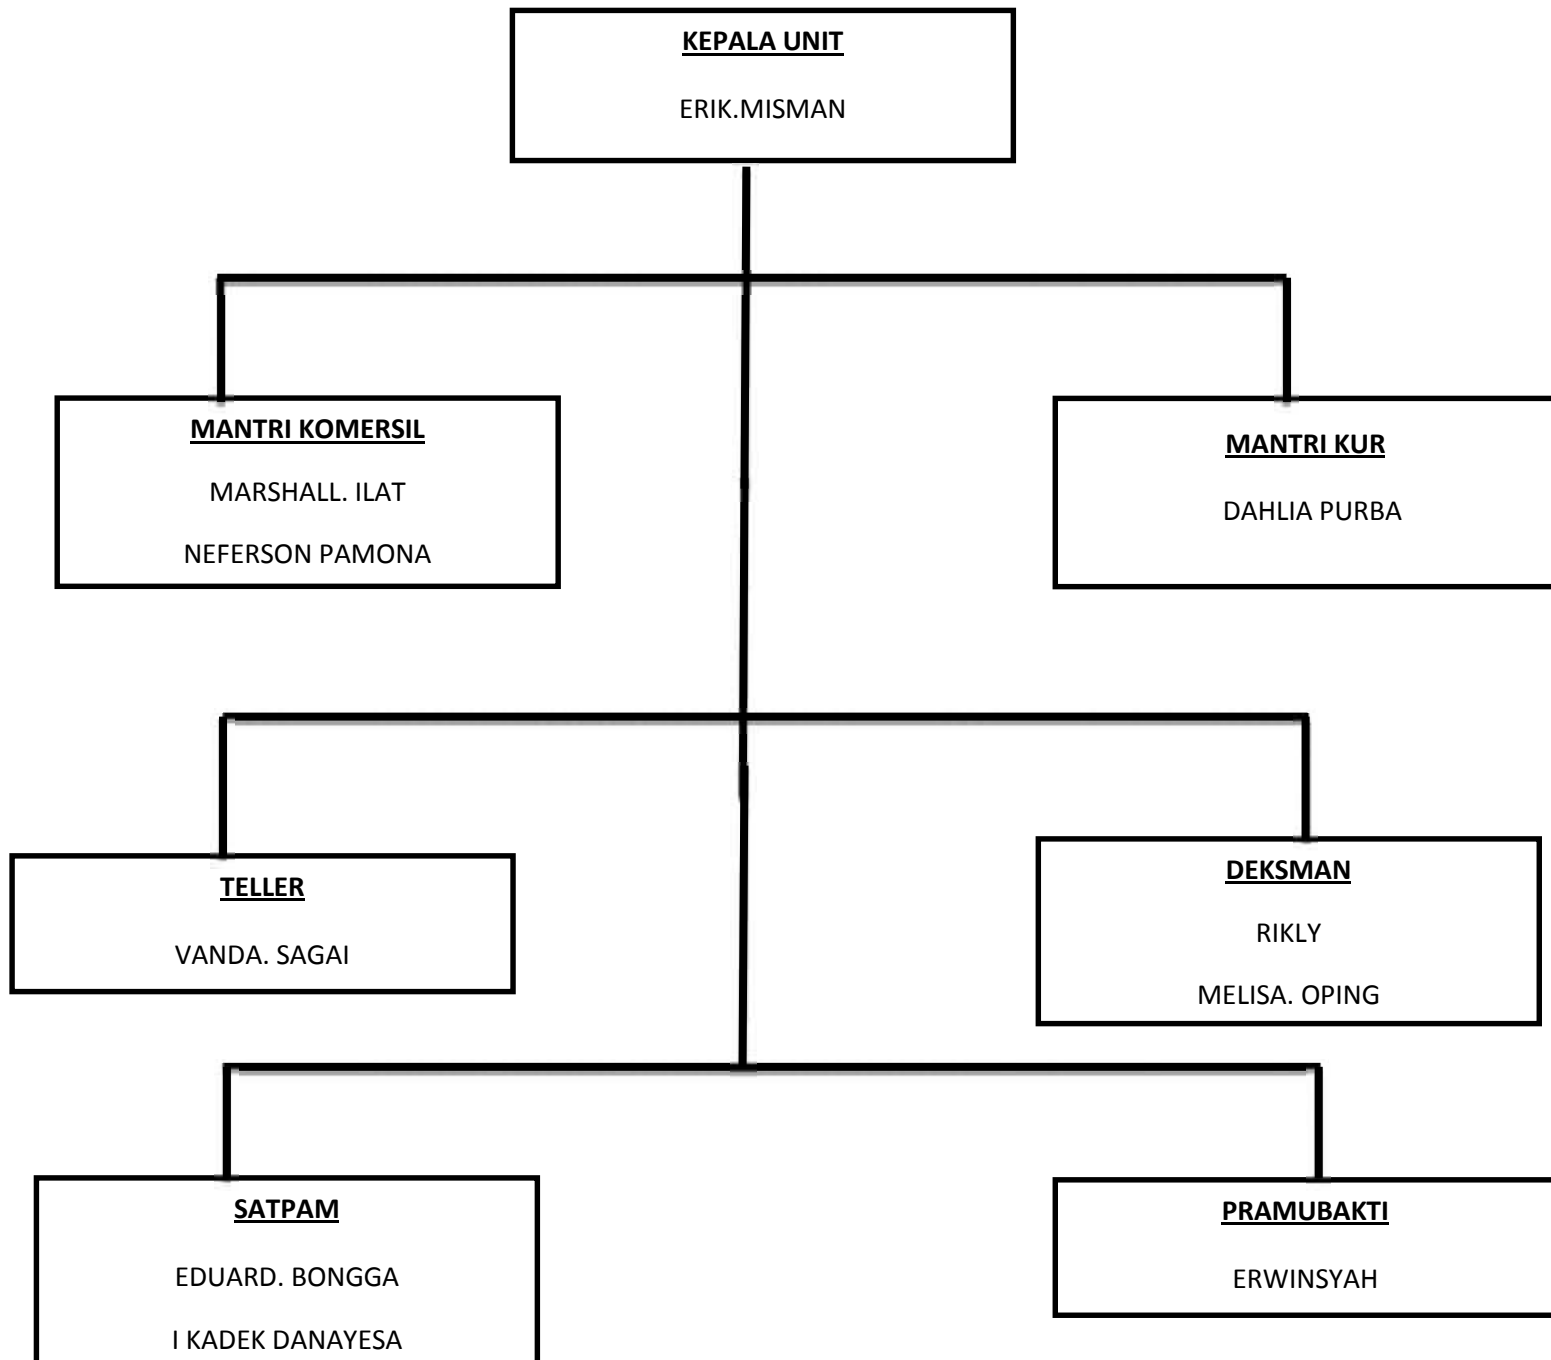 KEPALA UNIT
ERIK.MISMAN
MANTRI KOMERSIL
MARSHALL. ILAT
NEFERSON PAMONA
MANTRI KUR
DAHLIA PURBA
TELLER
VANDA. SAGAI
DEKSMAN
RIKLY
MELISA. OPING
SATPAM
EDUARD. BONGGA
I KADEK DANAYESA
PRAMUBAKTI
ERWINSYAH